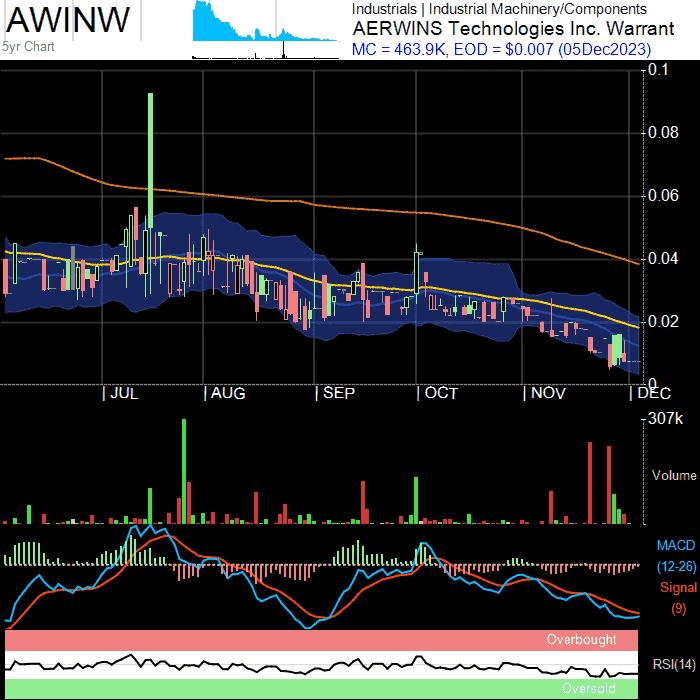 AWINW
5yr Chart
Industrials | Industrial Machinery/Components
AERWINS Technologies Inc. Warrant
MC = 463.9K, EOD = $0.007 (05Dec2023)
0.1
0.08
0.06
0.04
0.02
0
JUL AUG SEP OCT NOV DEC
307k
Volume
MACD
(12-26)
Signal
(9)
Overbought
RSI(14)
Oversold